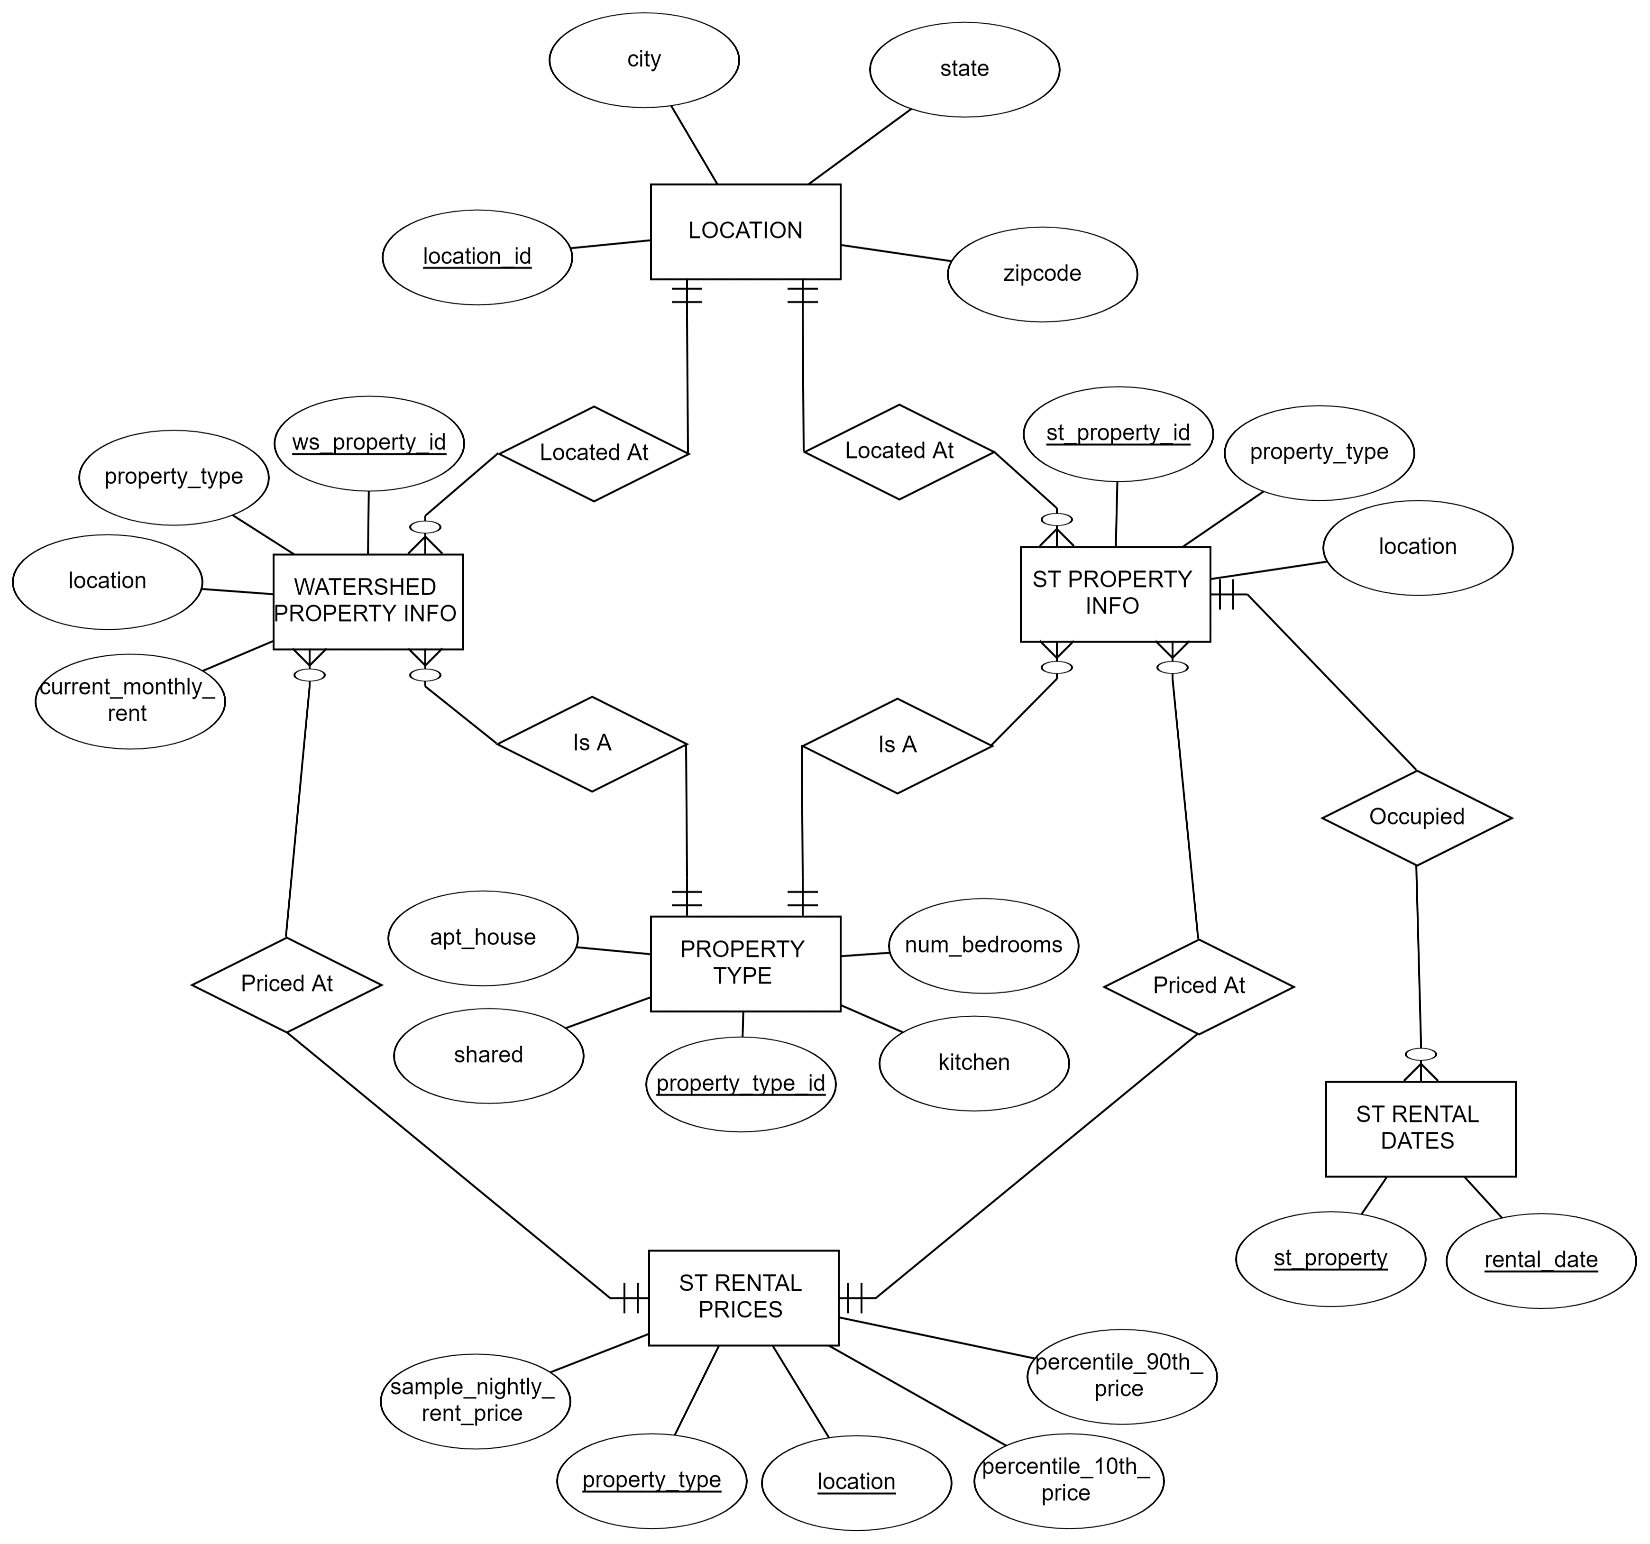 city
state
LOCATION
location_id
zipcode
ws_property_id
property_type
Located At
Located At
st_property_id
property_type
location
location
WATERSHED
PROPERTY INFO
ST PROPERTY
INFO
current_monthly_
rent
Is A
Is A
Occupied
apt_house
PROPERTY
TYPE
num_bedrooms
Priced At
Priced At
shared
property_type_id
kitchen
ST RENTAL
DATES
st_property
rental_date
ST RENTAL
PRICES
sample_nightly_
rent_price
percentile_90th_
price
property_type
location
percentile_10th_
price